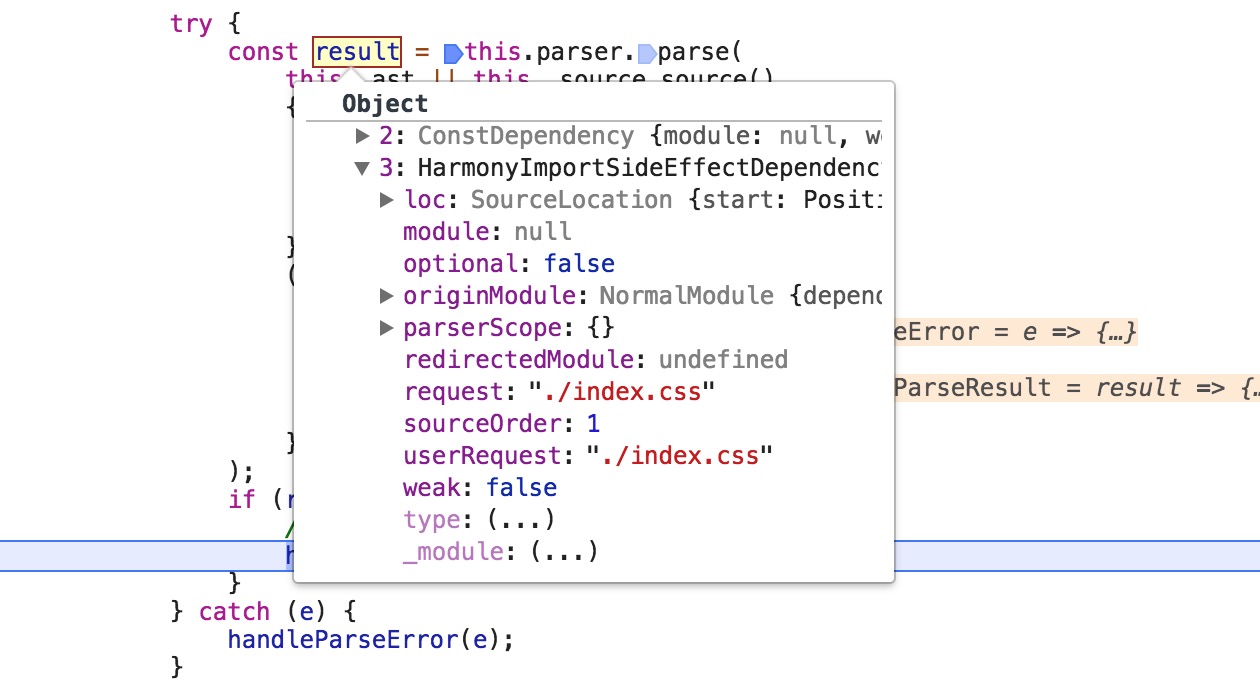 try {
const result = this.parser.parse(
this._ast || this._source.source()
{
Object
2: ConstDependency {module: null, w
3: HarmonyImportSideEffectDependenc
loc: SourceLocation {start: Positi
module: null
}
optional: false
(
originModule: NormalModule {depend
parserScope: {}
eError = e => {…}
redirectedModule: undefined
request: "./index.css"
ParseResult = result => {…
sourceOrder: 1
}
userRequest: "./index.css"
);
weak: false
if (r
type: (...)
/
_module: (...)
h
}
} catch (e) {
handleParseError(e);
}